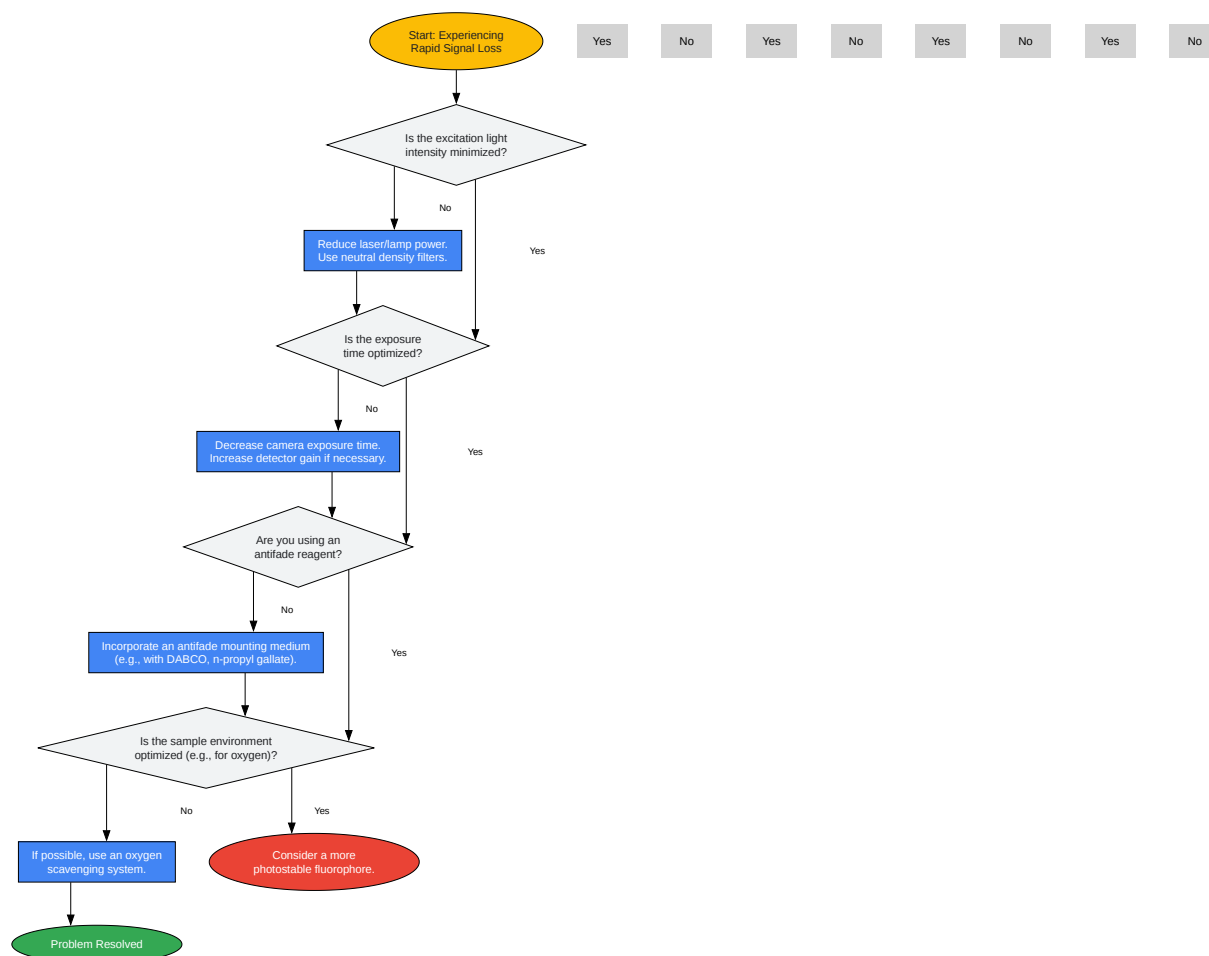 Start: Experiencing
Rapid Signal Loss
Yes
No
Yes
No
Yes
No
Yes
No
Is the excitation light
intensity minimized?
No
Reduce laser/lamp power.
Use neutral density filters.
Yes
Is the exposure
time optimized?
No
Decrease camera exposure time.
Increase detector gain if necessary.
Yes
Are you using an
antifade reagent?
No
Incorporate an antifade mounting medium
(e.g., with DABCO, n-propyl gallate).
Yes
Is the sample environment
optimized (e.g., for oxygen)?
No
Yes
If possible, use an oxygen
scavenging system.
Consider a more
photostable fluorophore.
Problem Resolved